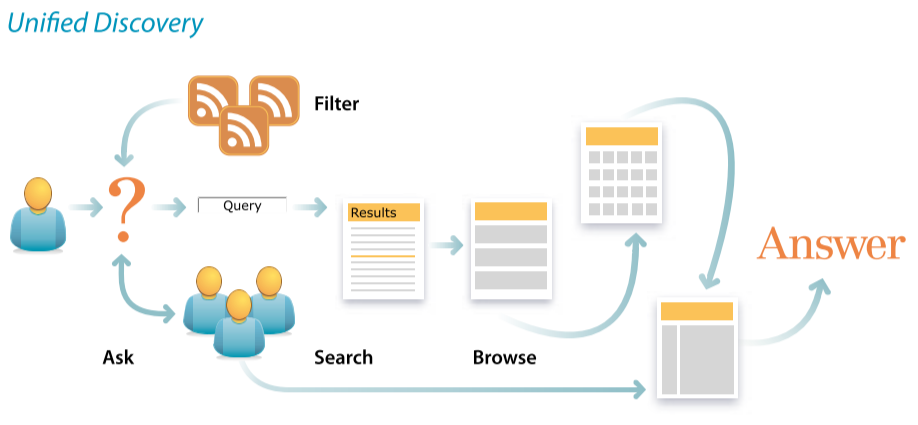 Unified Discovery
Filter
?
Query
Results
Answer
Ask
Search
Browse